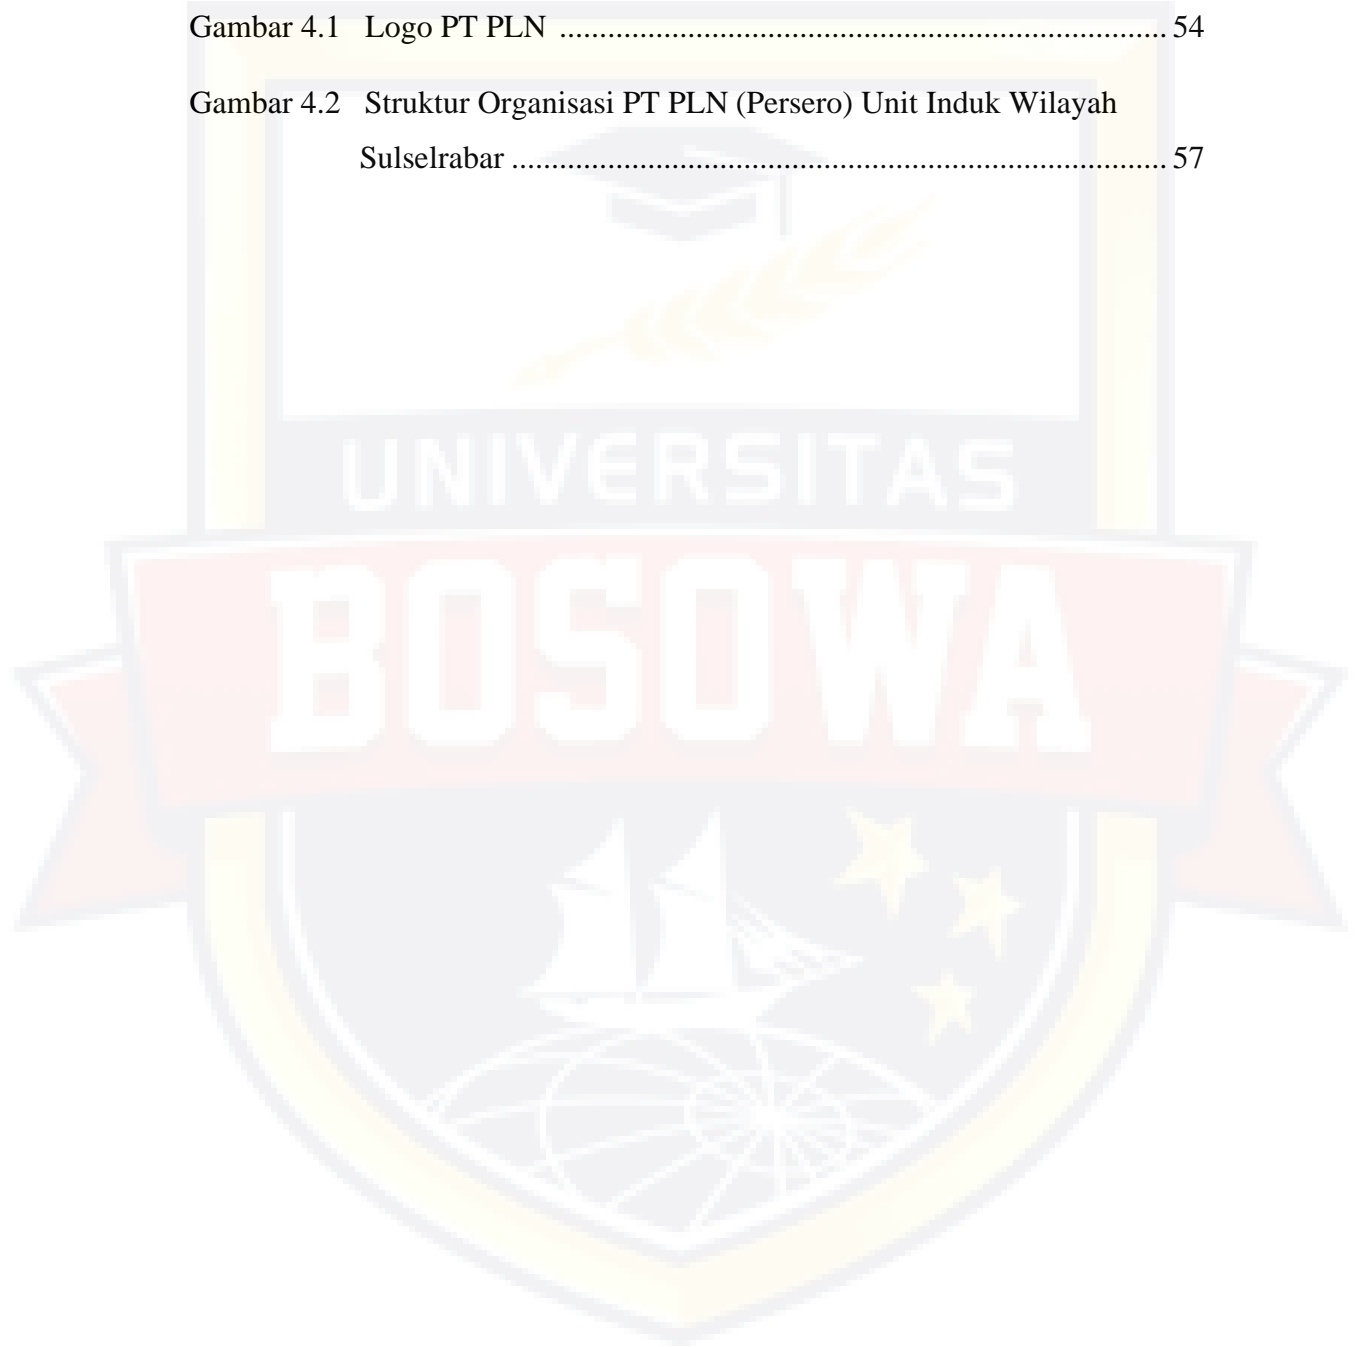 Gambar 4.1 Logo PT PLN ........................................................................... 54
Gambar 4.2 Struktur Organisasi PT PLN (Persero) Unit Induk Wilayah
Sulselrabar ................................................................................. 57
UNIVERSITAS
BOSOWA